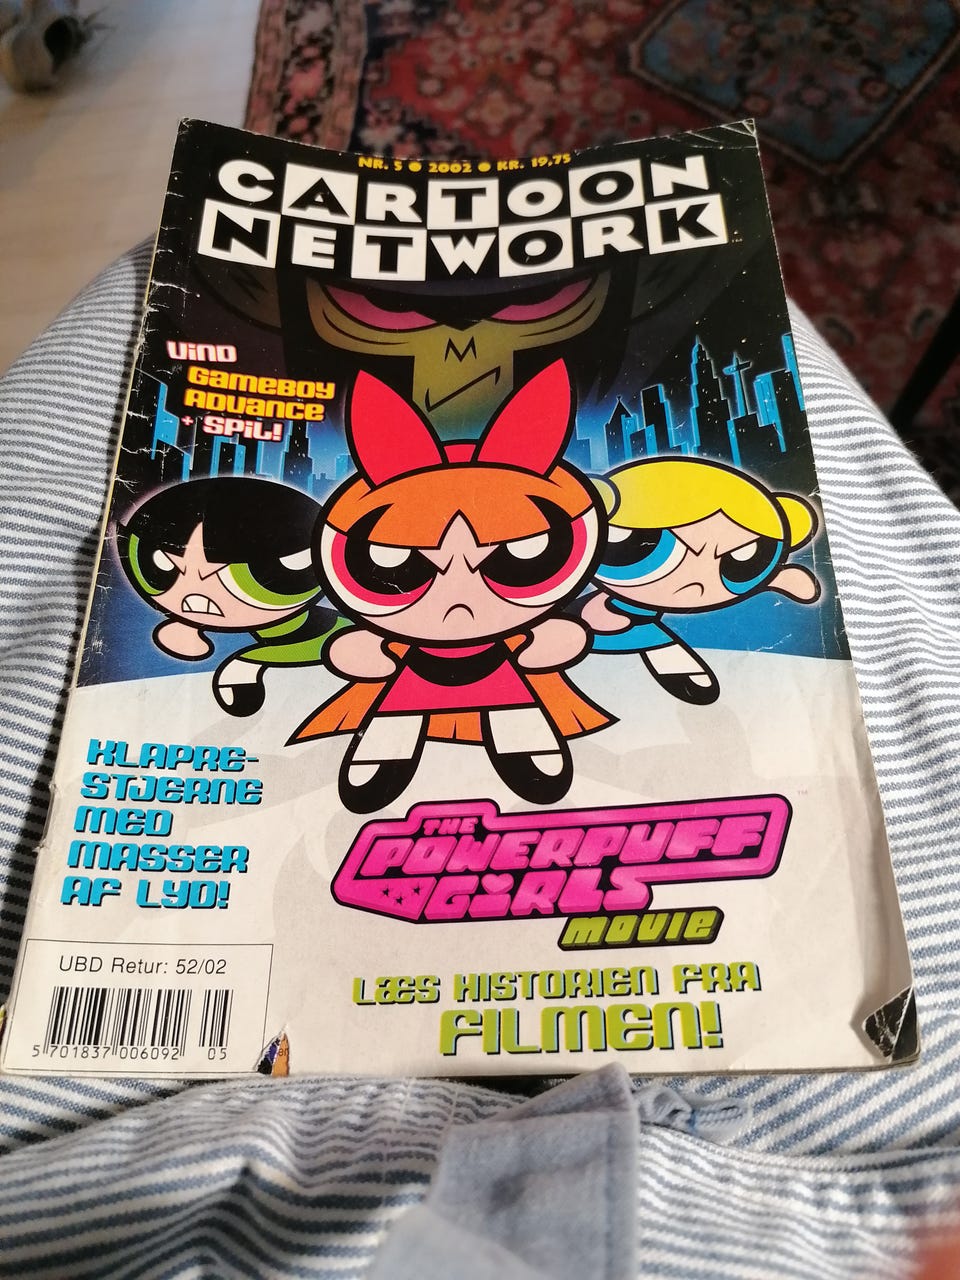 NR. 5 ● 2002 ● KR. 19,75
CARTOON
NETWORK
VIND
GAMEBOY
ADVANCE
+ SPIL!
KLAPRE-
STJERNE
MED
MASSER
AF LYD!
THE
POWERPUFF
GIRLS
MOVIE
LÆS HISTORIEN FRA
FILMEN!
UBD Retur: 52/02
5 701837 006092 05